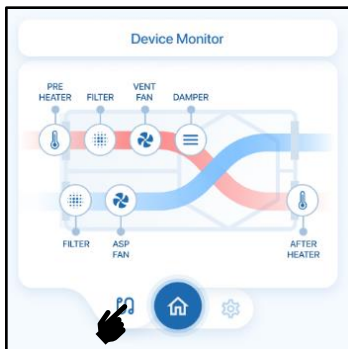 Device Monitor
PRE
HEATER
FILTER
VENT
FAN
DAMPER
FILTER
ASP
FAN
AFTER
HEATER